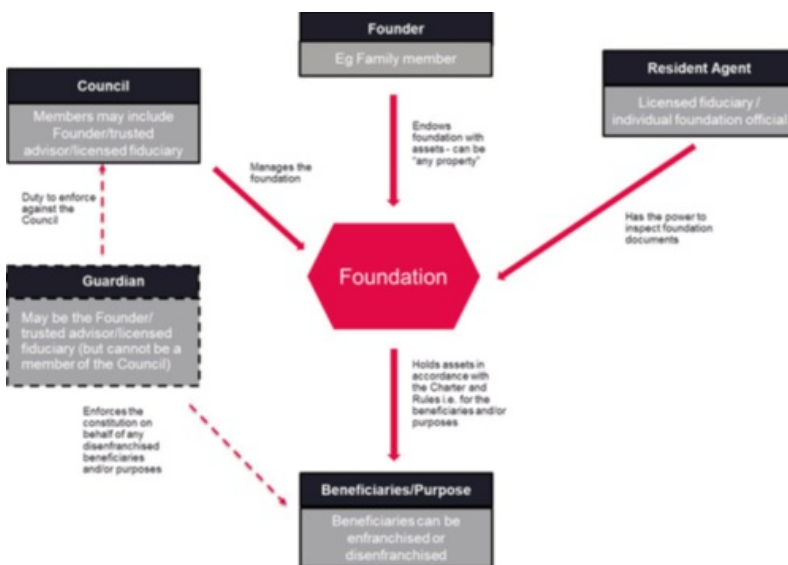 Founder
Eg Family member
Council
Members may include
Founder/trusted
advisor/licensed fiduciary
Resident Agent
Licensed fiduciary /
individual foundation official
Endows
foundation with
assets - can be
"any property"
Manages the
foundation
Duty to enforce
against the
Council
Has the power to
inspect foundation
documents
Guardian
May be the Founder/
trusted advisor/licensed
fiduciary (but cannot be a
member of the Council)
Foundation
Holds assets in
accordance with
the Charter and
Rules i.e. for the
beneficiaries and/or
purposes
Enforces the
constitution on
behalf of any
disenfranchised
beneficiaries
and/or purposes
Beneficiaries/Purpose
Beneficiaries can be
enfranchised or
disenfranchised